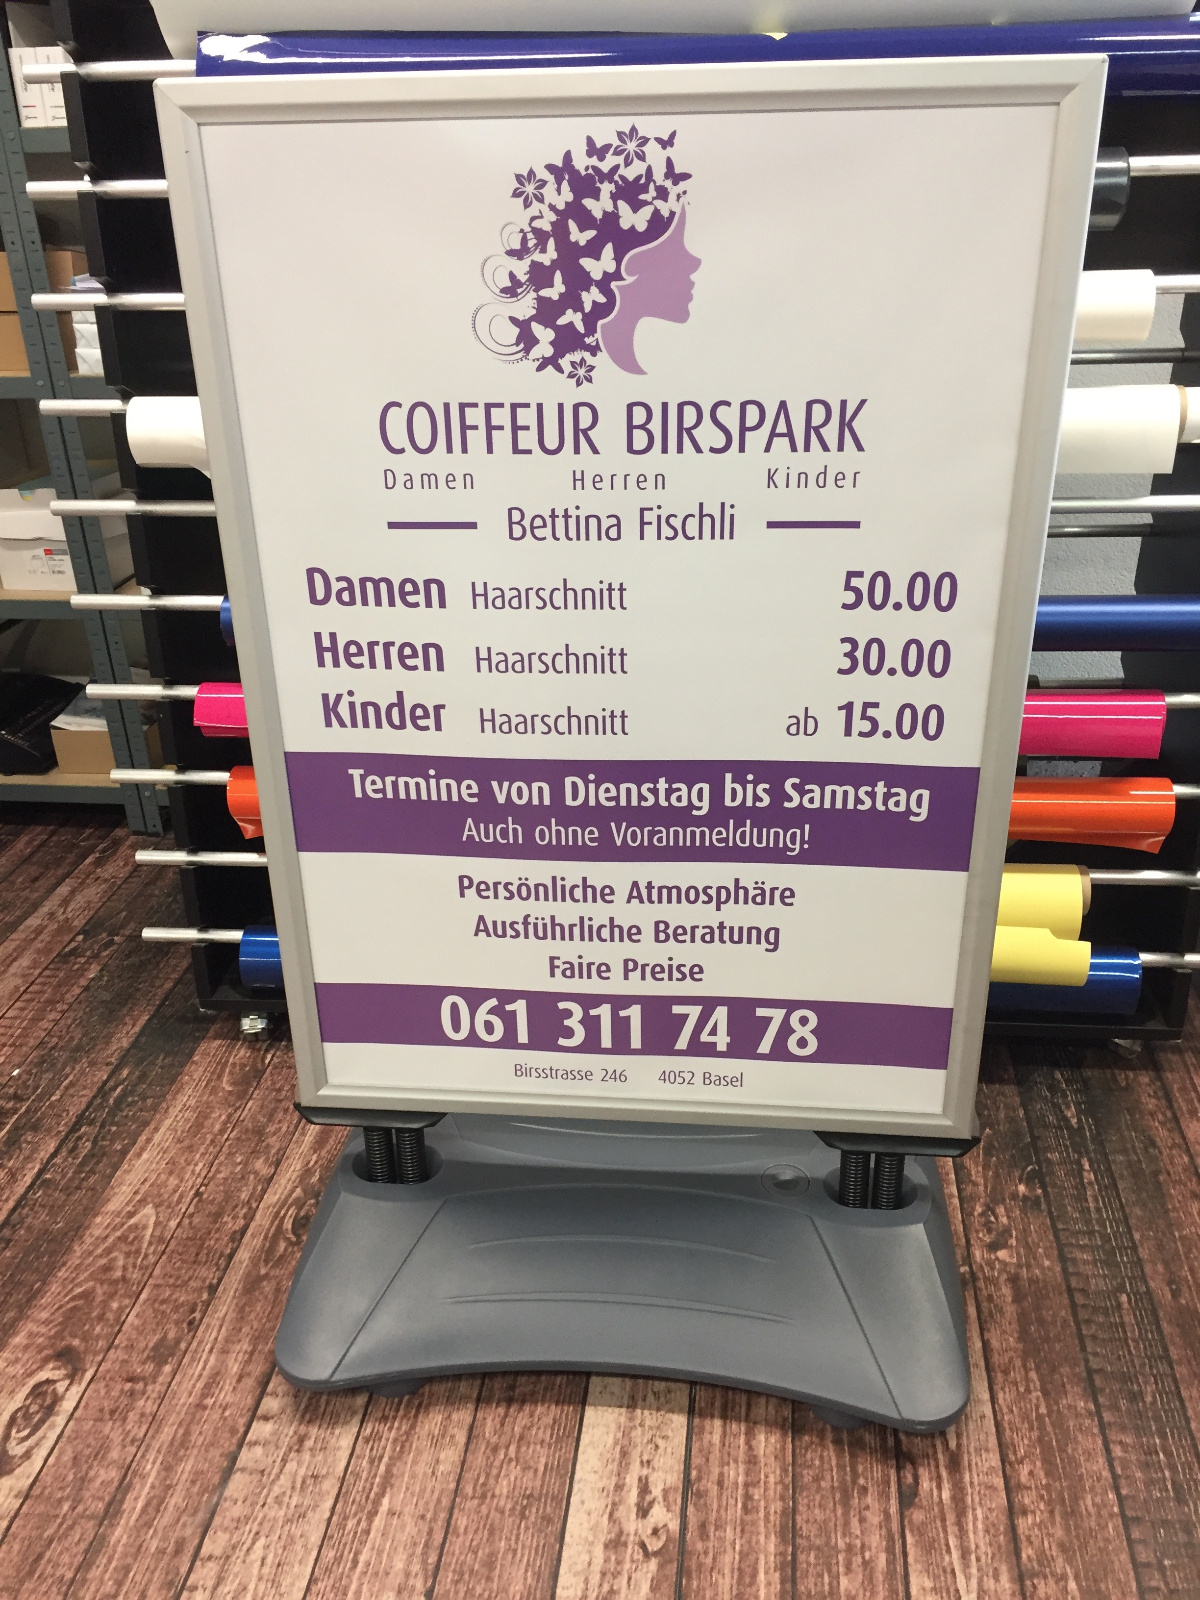 COIFFEUR BIRSPARK
Damen Herren Kinder
Bettina Fischli
Damen Haarschnitt 50.00
Herren Haarschnitt 30.00
Kinder Haarschnitt ab 15.00
Termine von Dienstag bis Samstag
Auch ohne Voranmeldung!
Persönliche Atmosphäre
Ausführliche Beratung
Faire Preise
061 311 74 78
Birsstrasse 246 4052 Basel